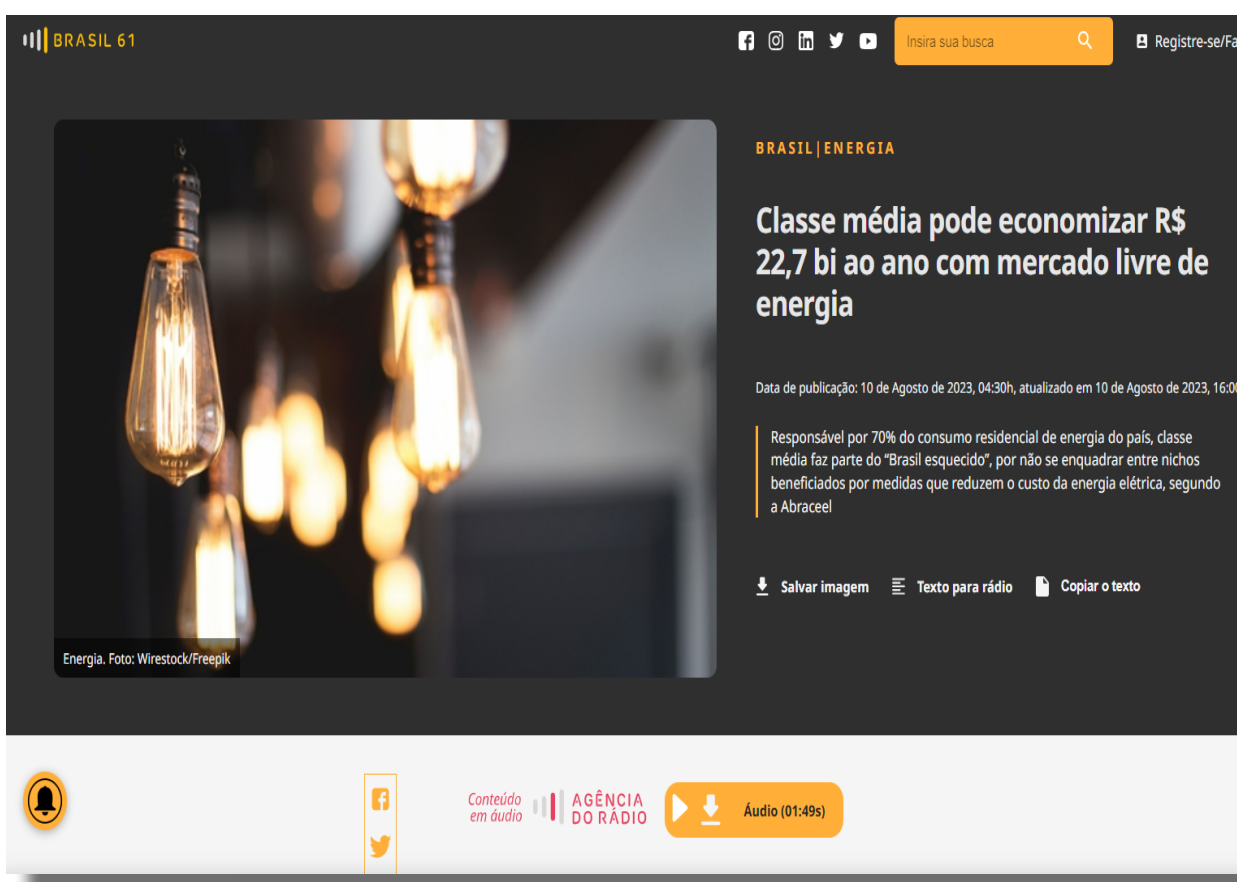 BRASIL 61
Insira sua busca
Registre-se/Fa
BRASIL|ENERGIA
Classe média pode economizar R$
22,7 bi ao ano com mercado livre de
energia
Data de publicação: 10 de Agosto de 2023, 04:30h, atualizado em 10 de Agosto de 2023, 16:00
Responsável por 70% do consumo residencial de energia do país, classe
média faz parte do “Brasil esquecido”, por não se enquadrar entre nichos
beneficiados por medidas que reduzem o custo da energia elétrica, segundo
a Abraceel
Salvar imagem Texto para rádio Copiar o texto
Energia. Foto: Wirestock/Freepik
Conteúdo
em áudio
AGÊNCIA
DO RÁDIO
Áudio (01:49s)